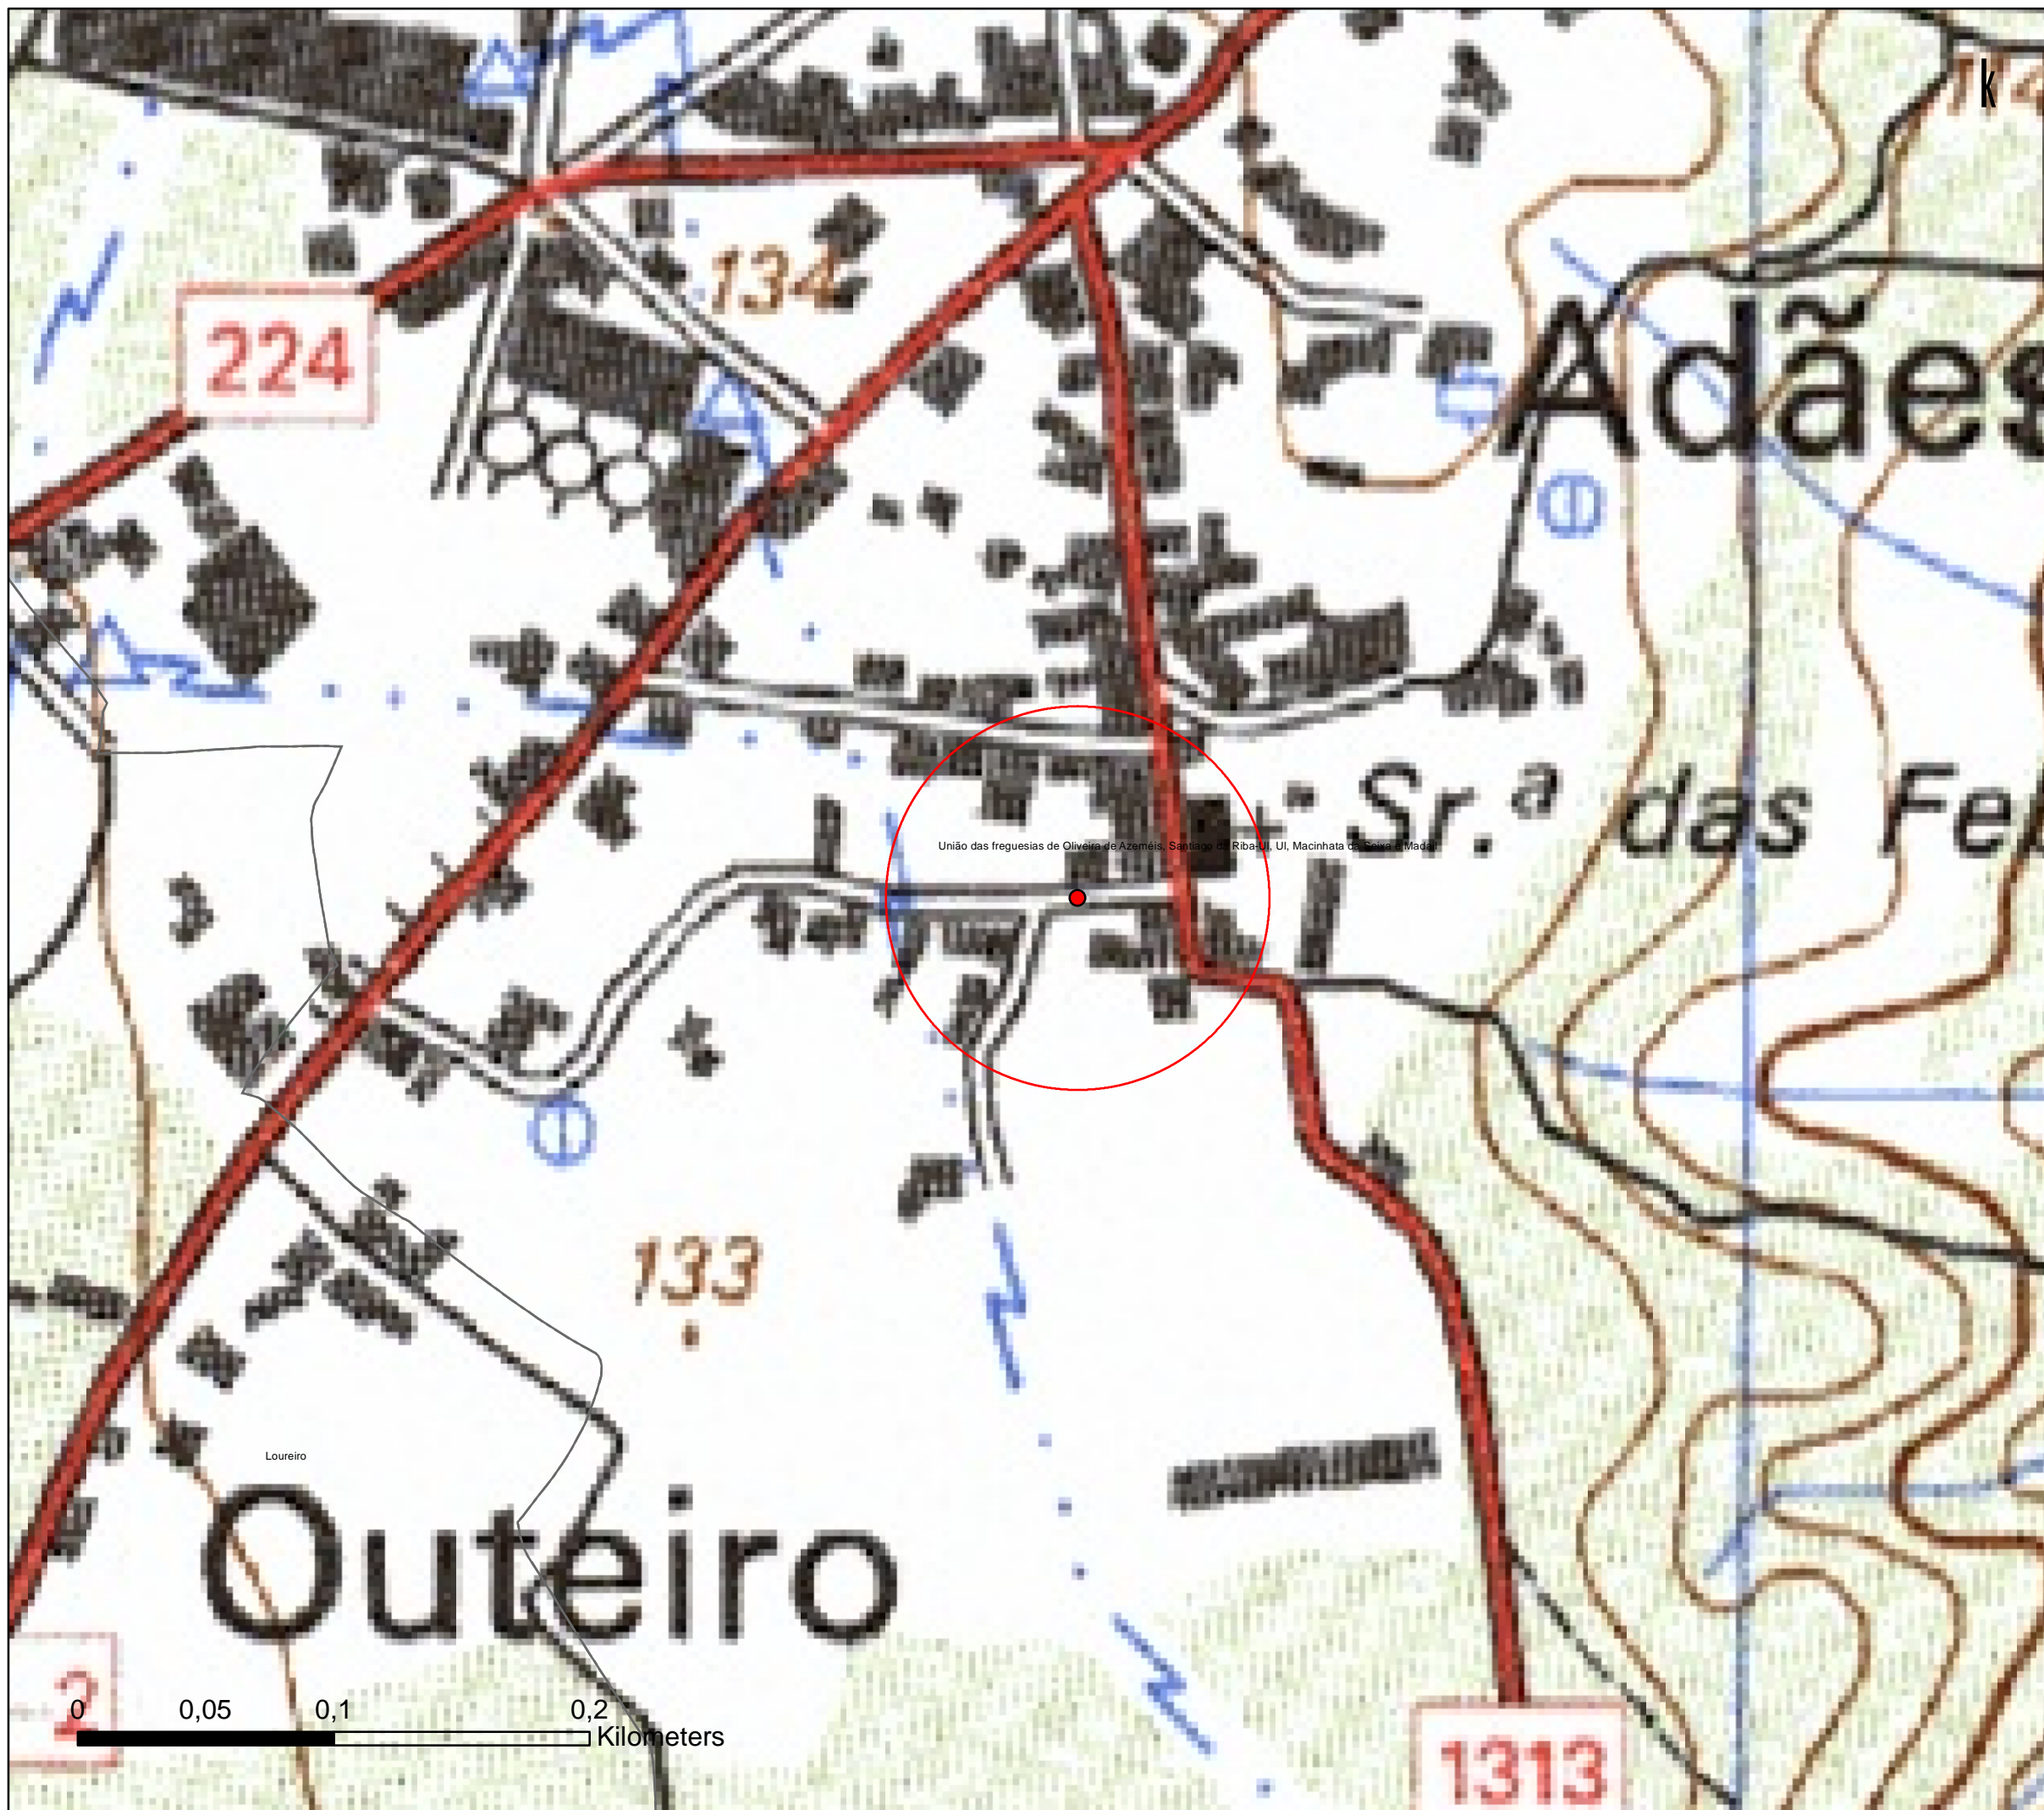 k
134
224
Adães
Sr.ª das Fe
União das freguesias de Oliveira de Azeméis, Santiago de Riba-Ul, Ul, Macinhata da Seixa e Madail
133
Loureiro
Outeiro
2
0 0,05 0,1 0,2
Kilometers
1313